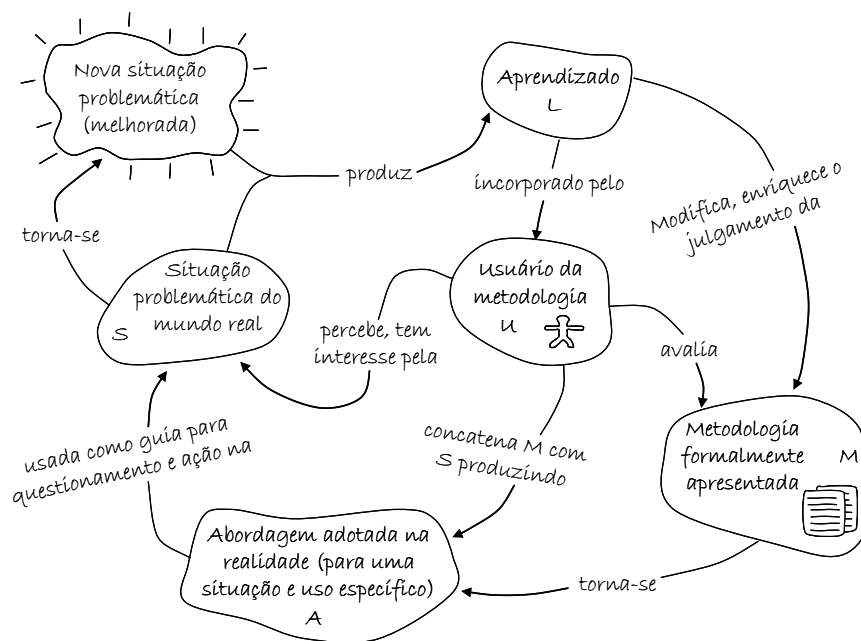 Nova situação
problemática
(melhorada)
Aprendizado
L
produz
incorporado pelo
Modifica, enriquece o
julgamento da
torna-se
Situação
problemática do
mundo real
S
Usuário da
metodologia
U
percebe, tem
interesse pela
avalia
usada como guia para
questionamento e ação na
concatena M com
S produzindo
Metodologia
formalmente
apresentada
M
Abordagem adotada na
realidade (para uma
situação e uso específico)
A
torna-se